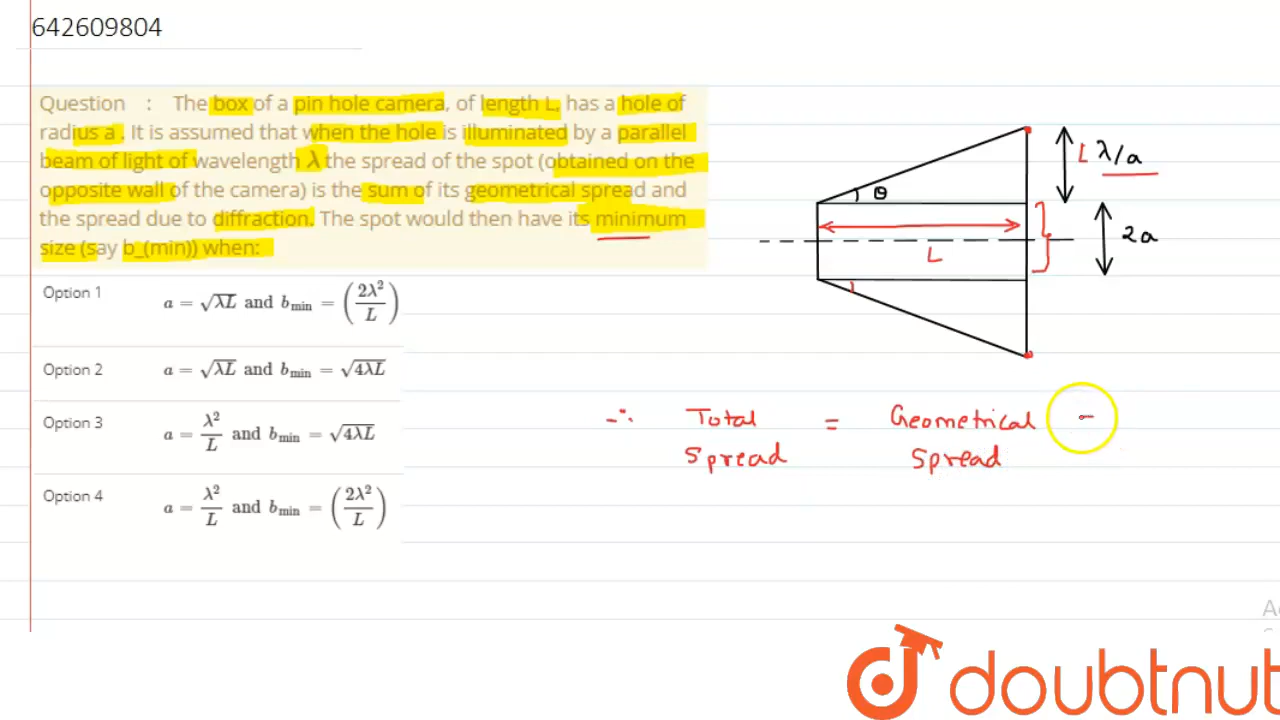 642609804
Question : The box of a pin hole camera, of length L, has a hole of
radius a . It is assumed that when the hole is illuminated by a parallel
beam of light of wavelength λ the spread of the spot (obtained on the
opposite wall of the camera) is the sum of its geometrical spread and
the spread due to diffraction. The spot would then have its minimum
size (say b_(min)) when:
Option 1 a = √λL and b_min = (2λ²/L)
Option 2 a = √λL and b_min = √4λL
Option 3 a = λ²/L and b_min = √4λL
Option 4 a = λ²/L and b_min = (2λ²/L)
θ
L λ/a
L
2a
∴ Total = Geometrical
Spread Spread
doubtnut